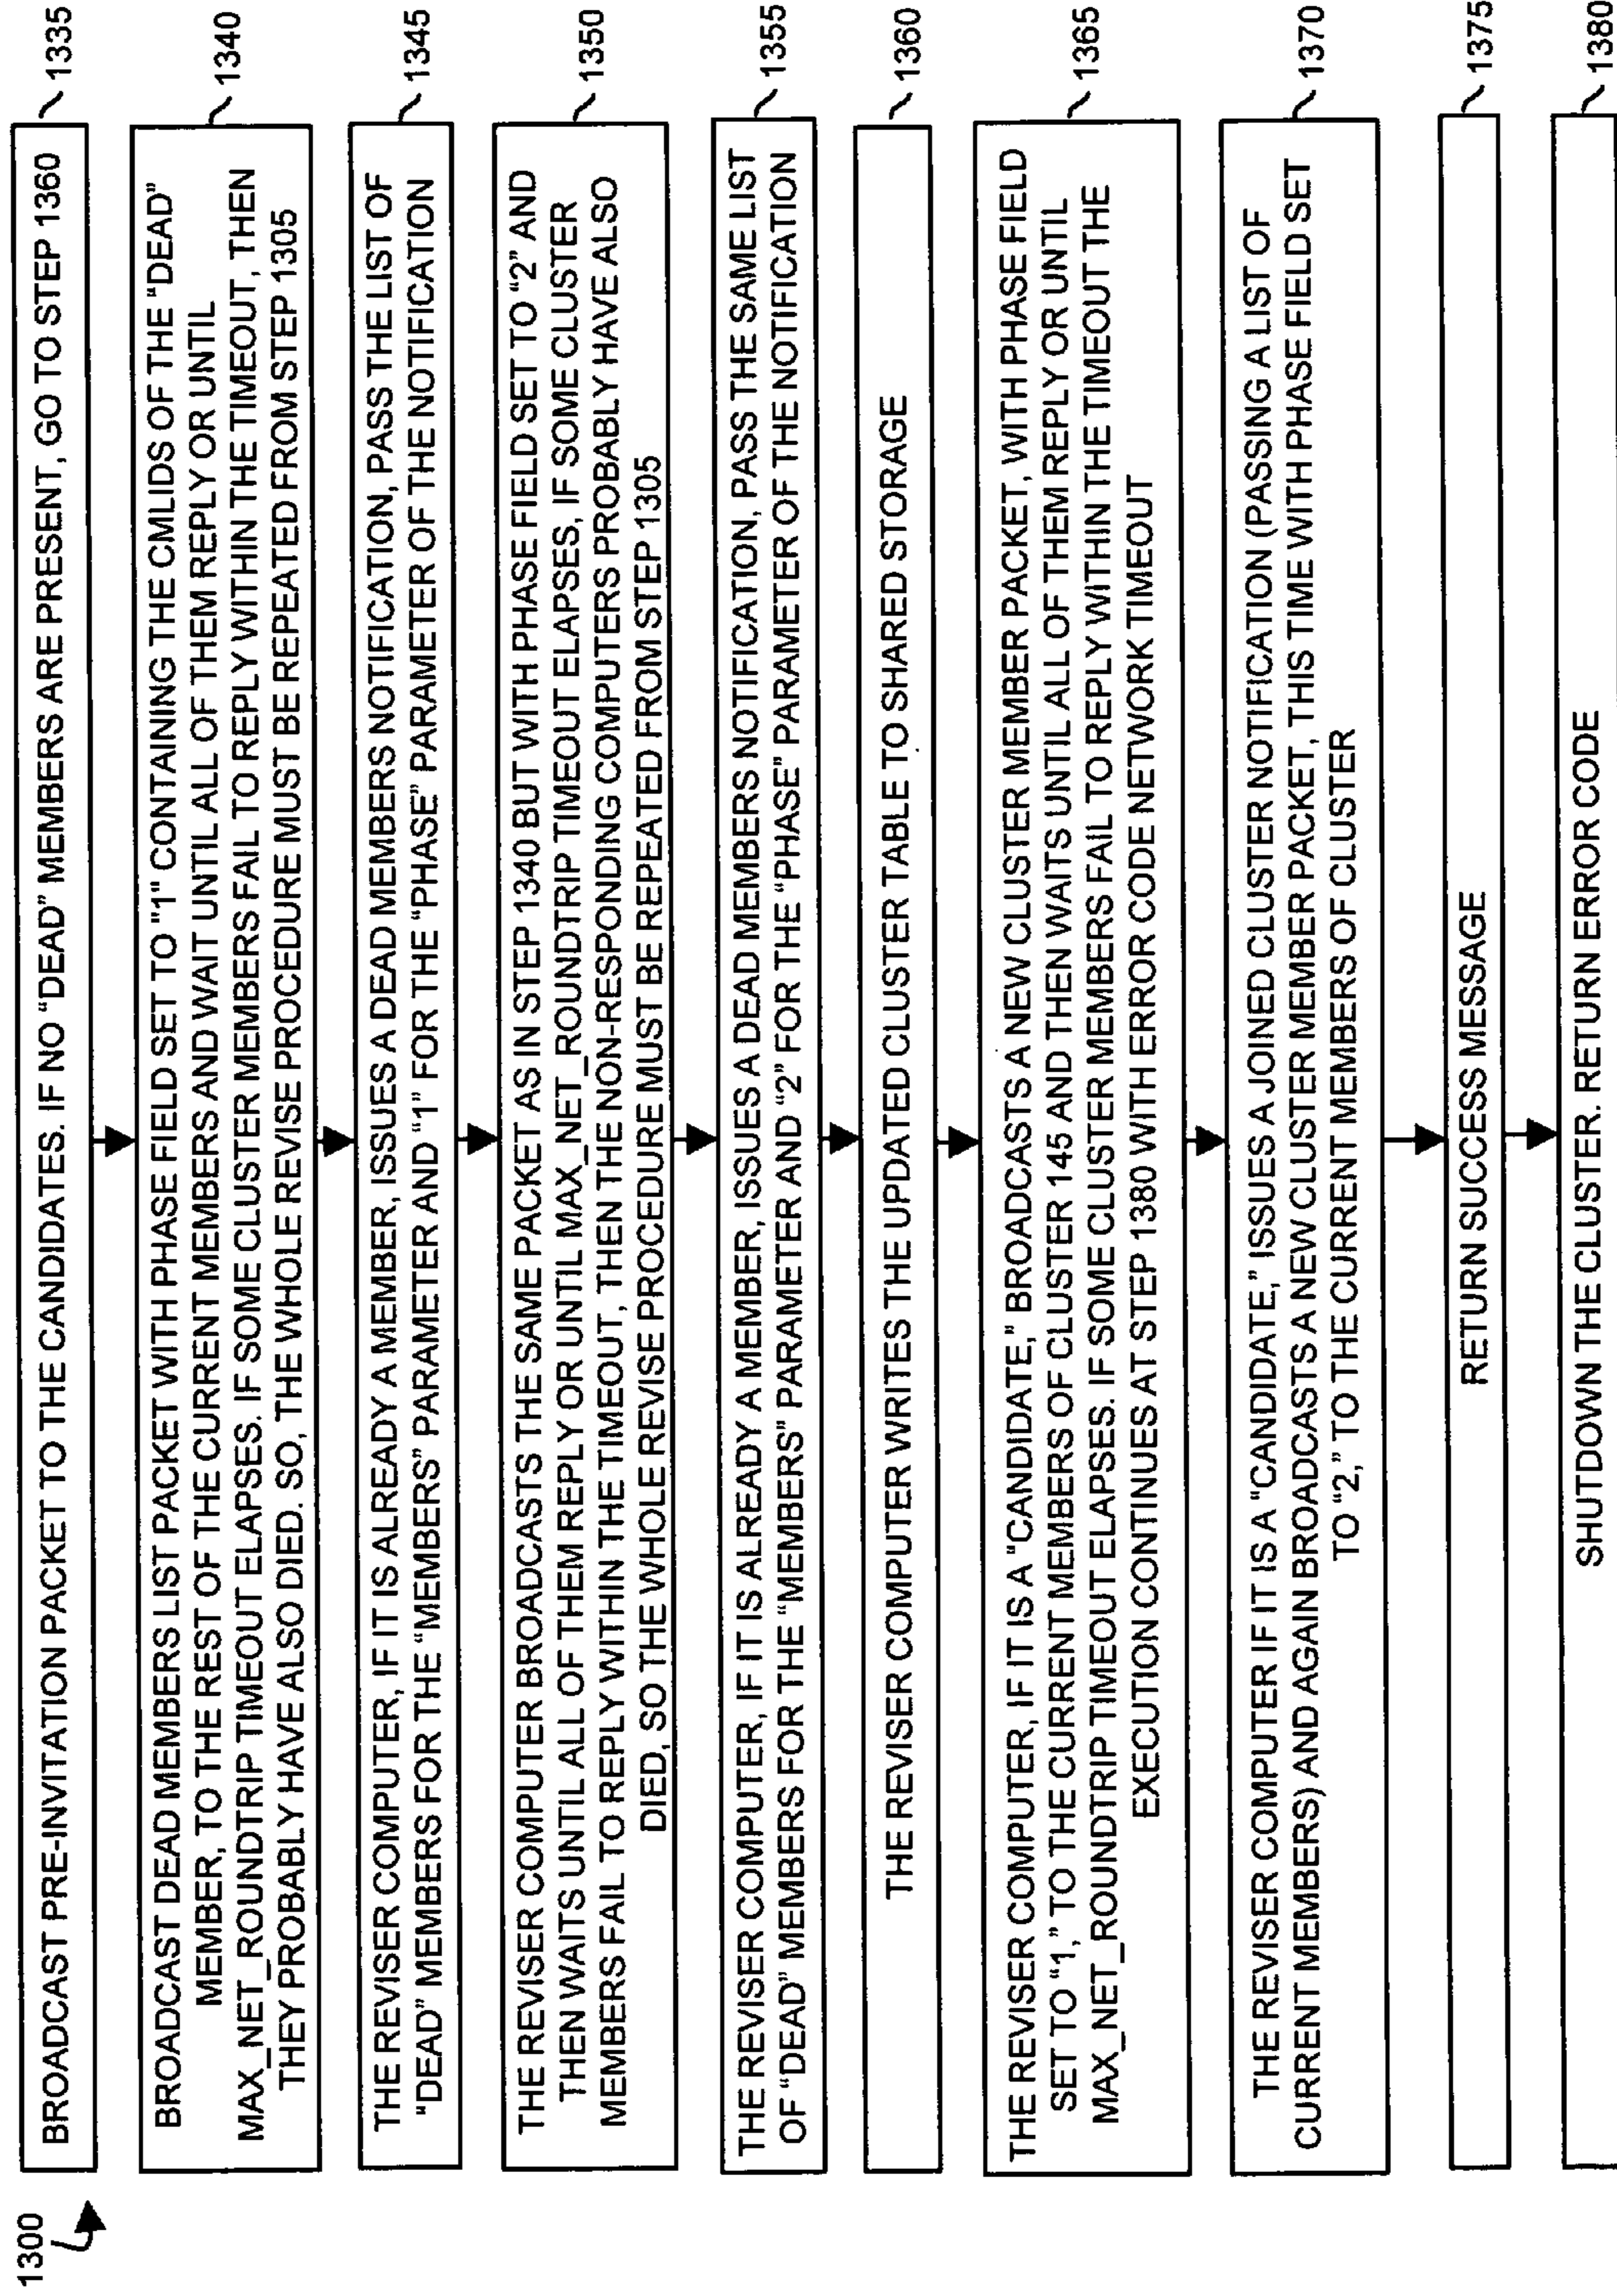 1300
BROADCAST PRE-INVITATION PACKET TO THE CANDIDATES. IF NO "DEAD" MEMBERS ARE PRESENT, GO TO STEP 1360
1335
BROADCAST DEAD MEMBERS LIST PACKET WITH PHASE FIELD SET TO "1" CONTAINING THE CMLIDS OF THE "DEAD"
MEMBER, TO THE REST OF THE CURRENT MEMBERS AND WAIT UNTIL ALL OF THEM REPLY OR UNTIL
MAX_NET_ROUNDTRIP TIMEOUT ELAPSES. IF SOME CLUSTER MEMBERS FAIL TO REPLY WITHIN THE TIMEOUT, THEN
THEY PROBABLY HAVE ALSO DIED. SO, THE WHOLE REVISE PROCEDURE MUST BE REPEATED FROM STEP 1305
1340
THE REVISER COMPUTER, IF IT IS ALREADY A MEMBER, ISSUES A DEAD MEMBERS NOTIFICATION, PASS THE LIST OF
"DEAD" MEMBERS FOR THE "MEMBERS" PARAMETER AND "1" FOR THE "PHASE" PARAMETER OF THE NOTIFICATION
1345
THE REVISER COMPUTER BROADCASTS THE SAME PACKET AS IN STEP 1340 BUT WITH PHASE FIELD SET TO "2" AND
THEN WAITS UNTIL ALL OF THEM REPLY OR UNTIL MAX_NET_ROUNDTRIP TIMEOUT ELAPSES, IF SOME CLUSTER
MEMBERS FAIL TO REPLY WITHIN THE TIMEOUT, THEN THE NON-RESPONDING COMPUTERS PROBABLY HAVE ALSO
DIED, SO THE WHOLE REVISE PROCEDURE MUST BE REPEATED FROM STEP 1305
1350
THE REVISER COMPUTER, IF IT IS ALREADY A MEMBER, ISSUES A DEAD MEMBERS NOTIFICATION, PASS THE SAME LIST
OF "DEAD" MEMBERS FOR THE "MEMBERS" PARAMETER AND "2" FOR THE "PHASE" PARAMETER OF THE NOTIFICATION
1355
THE REVISER COMPUTER WRITES THE UPDATED CLUSTER TABLE TO SHARED STORAGE
1360
THE REVISER COMPUTER, IF IT IS A "CANDIDATE," BROADCASTS A NEW CLUSTER MEMBER PACKET, WITH PHASE FIELD
SET TO "1," TO THE CURRENT MEMBERS OF CLUSTER 145 AND THEN WAITS UNTIL ALL OF THEM REPLY OR UNTIL
MAX_NET_ROUNDTRIP TIMEOUT ELAPSES. IF SOME CLUSTER MEMBERS FAIL TO REPLY WITHIN THE TIMEOUT THE
EXECUTION CONTINUES AT STEP 1380 WITH ERROR CODE NETWORK TIMEOUT
1365
THE REVISER COMPUTER IF IT IS A "CANDIDATE," ISSUES A JOINED CLUSTER NOTIFICATION (PASSING A LIST OF
CURRENT MEMBERS) AND AGAIN BROADCASTS A NEW CLUSTER MEMBER PACKET, THIS TIME WITH PHASE FIELD SET
TO "2," TO THE CURRENT MEMBERS OF CLUSTER
1370
RETURN SUCCESS MESSAGE
1375
SHUTDOWN THE CLUSTER. RETURN ERROR CODE
1380